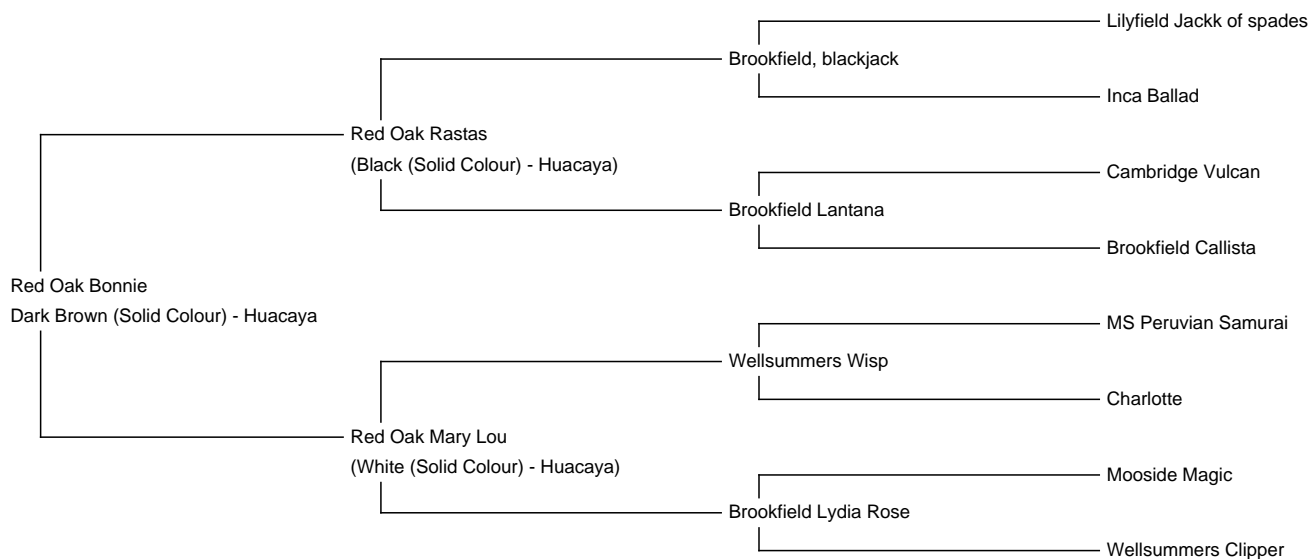 Lilyfield Jackk of spades
Brookfield, blackjack
Inca Ballad
Red Oak Rastas
(Black (Solid Colour) - Huacaya)
Cambridge Vulcan
Brookfield Lantana
Brookfield Callista
Red Oak Bonnie
Dark Brown (Solid Colour) - Huacaya
MS Peruvian Samurai
Wellsummers Wisp
Charlotte
Red Oak Mary Lou
(White (Solid Colour) - Huacaya)
Mooside Magic
Brookfield Lydia Rose
Wellsummers Clipper